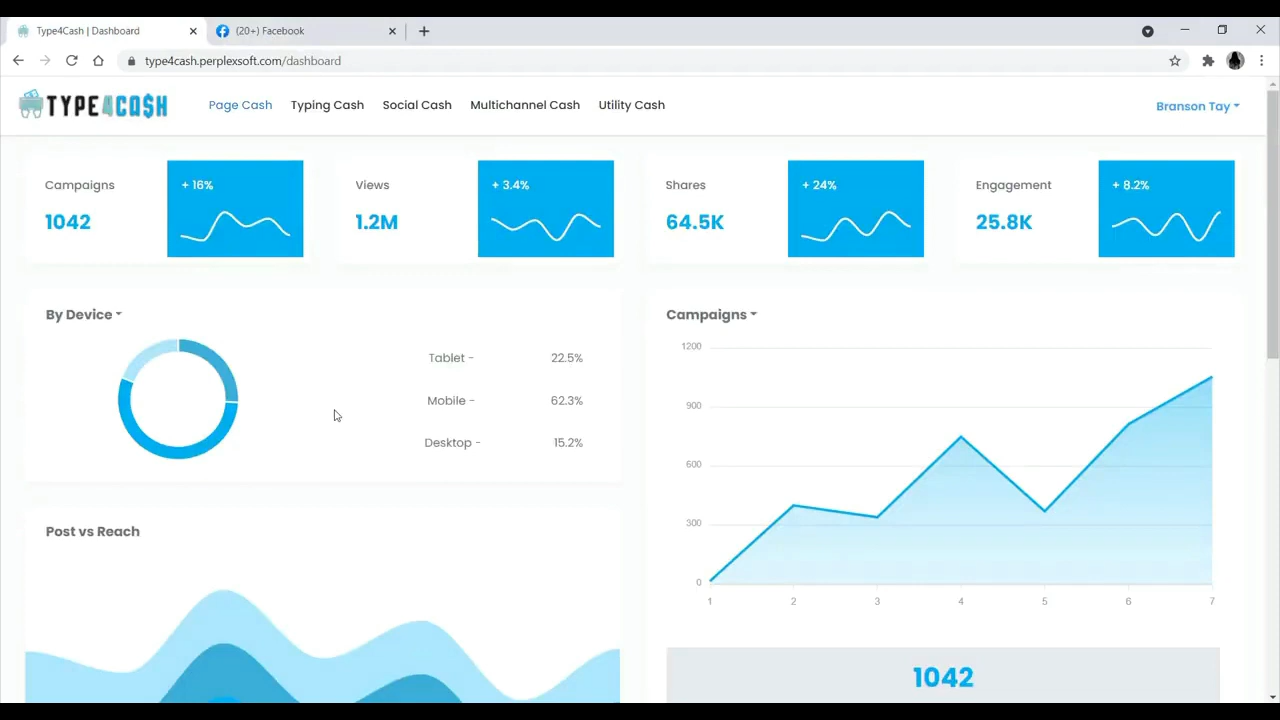 Type4Cash | Dashboard
(20+) Facebook
type4cash.perplexsoft.com/dashboard
TYPE4CA$H
Page Cash
Typing Cash
Social Cash
Multichannel Cash
Utility Cash
Branson Tay
Campaigns
1042
+ 16%
Views
1.2M
+ 3.4%
Shares
64.5K
+ 24%
Engagement
25.8K
+ 8.2%
By Device
Tablet - 22.5%
Mobile - 62.3%
Desktop - 15.2%
Campaigns
1200
900
600
300
0
1 2 3 4 5 6 7
1042
Post vs Reach